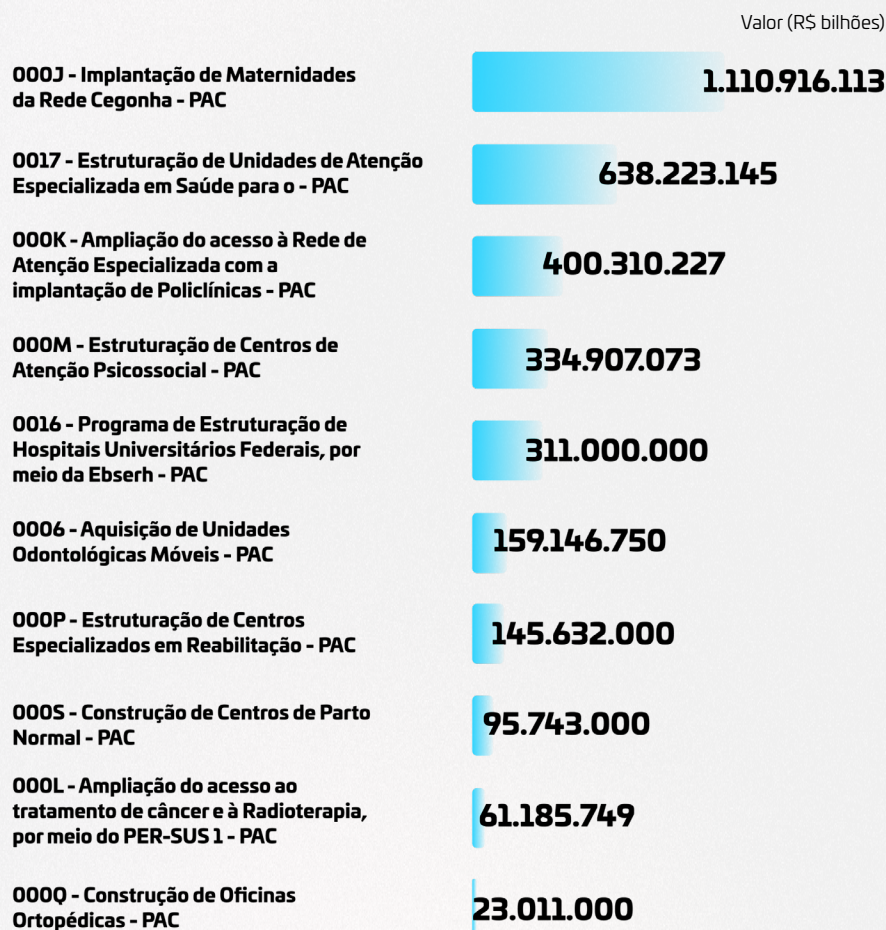 Valor (R$ bilhões)
000J - Implantação de Maternidades
da Rede Cegonha - PAC
1.110.916.113
0017 - Estruturação de Unidades de Atenção
Especializada em Saúde para o - PAC
638.223.145
000K - Ampliação do acesso à Rede de
Atenção Especializada com a
implantação de Policlínicas - PAC
400.310.227
000M - Estruturação de Centros de
Atenção Psicossocial - PAC
334.907.073
0016 - Programa de Estruturação de
Hospitais Universitários Federais, por
meio da Ebserh - PAC
311.000.000
0006 - Aquisição de Unidades
Odontológicas Móveis - PAC
159.146.750
000P - Estruturação de Centros
Especializados em Reabilitação - PAC
145.632.000
000S - Construção de Centros de Parto
Normal - PAC
95.743.000
000L - Ampliação do acesso ao
tratamento de câncer e à Radioterapia,
por meio do PER-SUS 1 - PAC
61.185.749
000Q - Construção de Oficinas
Ortopédicas - PAC
23.011.000